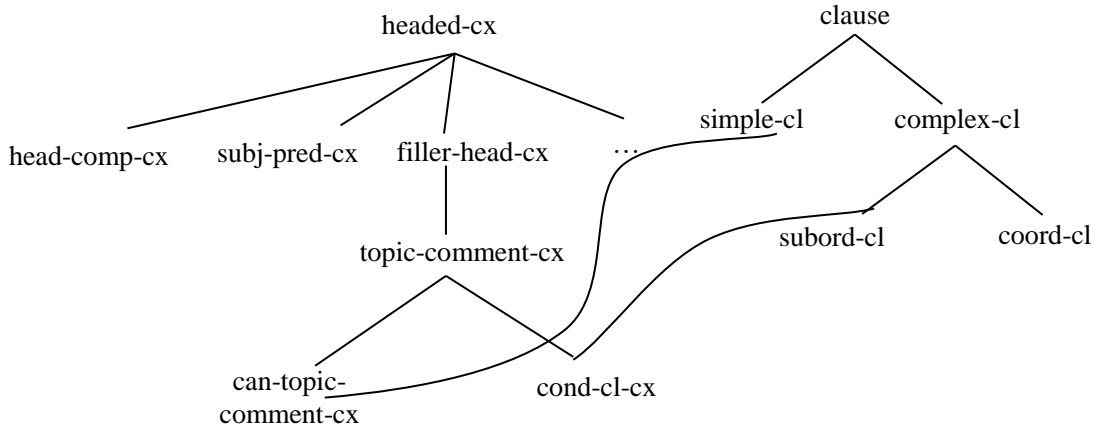 headed-cx
clause
simple-cl
complex-cl
head-comp-cx
subj-pred-cx
filler-head-cx
…
subord-cl
coord-cl
topic-comment-cx
can-topic-
comment-cx
cond-cl-cx